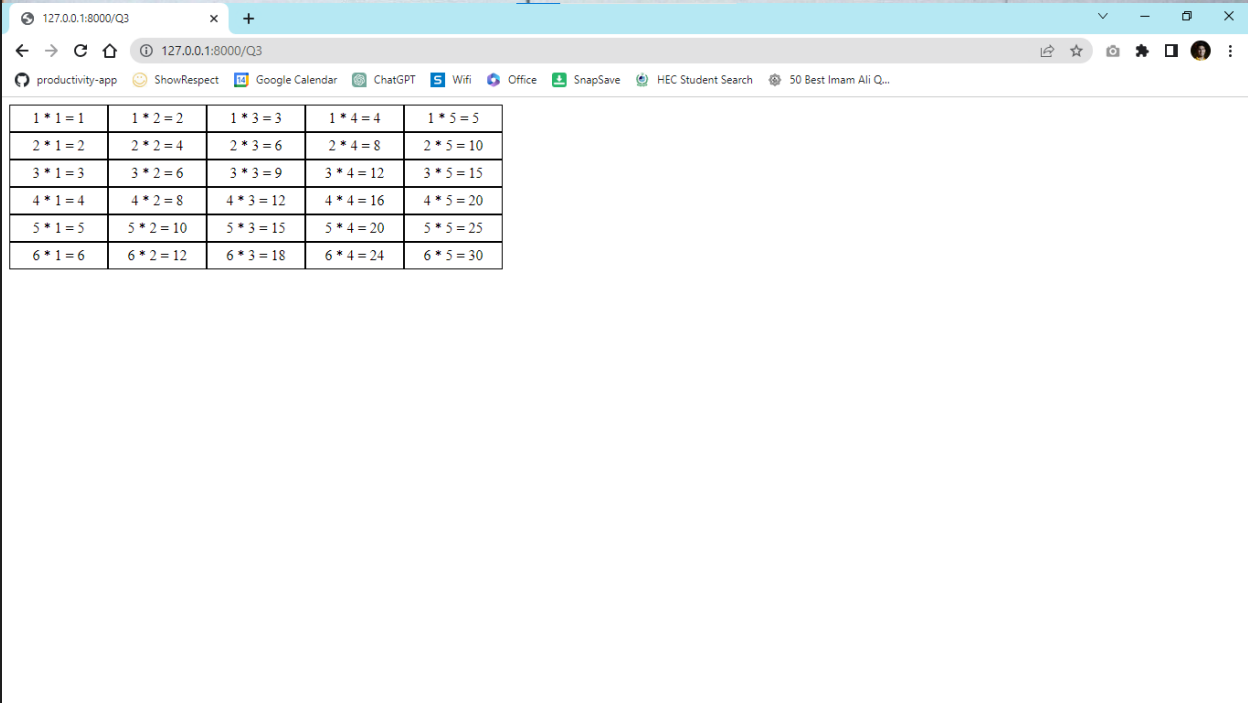 127.0.0.1:8000/Q3
127.0.0.1:8000/Q3
productivity-app ShowRespect 14 Google Calendar ChatGPT S Wifi Office SnapSave HEC Student Search 50 Best Imam Ali Q...
1 * 1 = 1 1 * 2 = 2 1 * 3 = 3 1 * 4 = 4 1 * 5 = 5
2 * 1 = 2 2 * 2 = 4 2 * 3 = 6 2 * 4 = 8 2 * 5 = 10
3 * 1 = 3 3 * 2 = 6 3 * 3 = 9 3 * 4 = 12 3 * 5 = 15
4 * 1 = 4 4 * 2 = 8 4 * 3 = 12 4 * 4 = 16 4 * 5 = 20
5 * 1 = 5 5 * 2 = 10 5 * 3 = 15 5 * 4 = 20 5 * 5 = 25
6 * 1 = 6 6 * 2 = 12 6 * 3 = 18 6 * 4 = 24 6 * 5 = 30